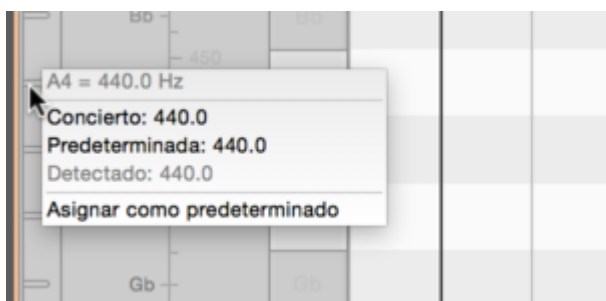 Bb
Bb
450
A4 = 440.0 Hz
Concierto: 440.0
Predeterminada: 440.0
Detectado: 440.0
Asignar como predeterminado
Gb
Gb